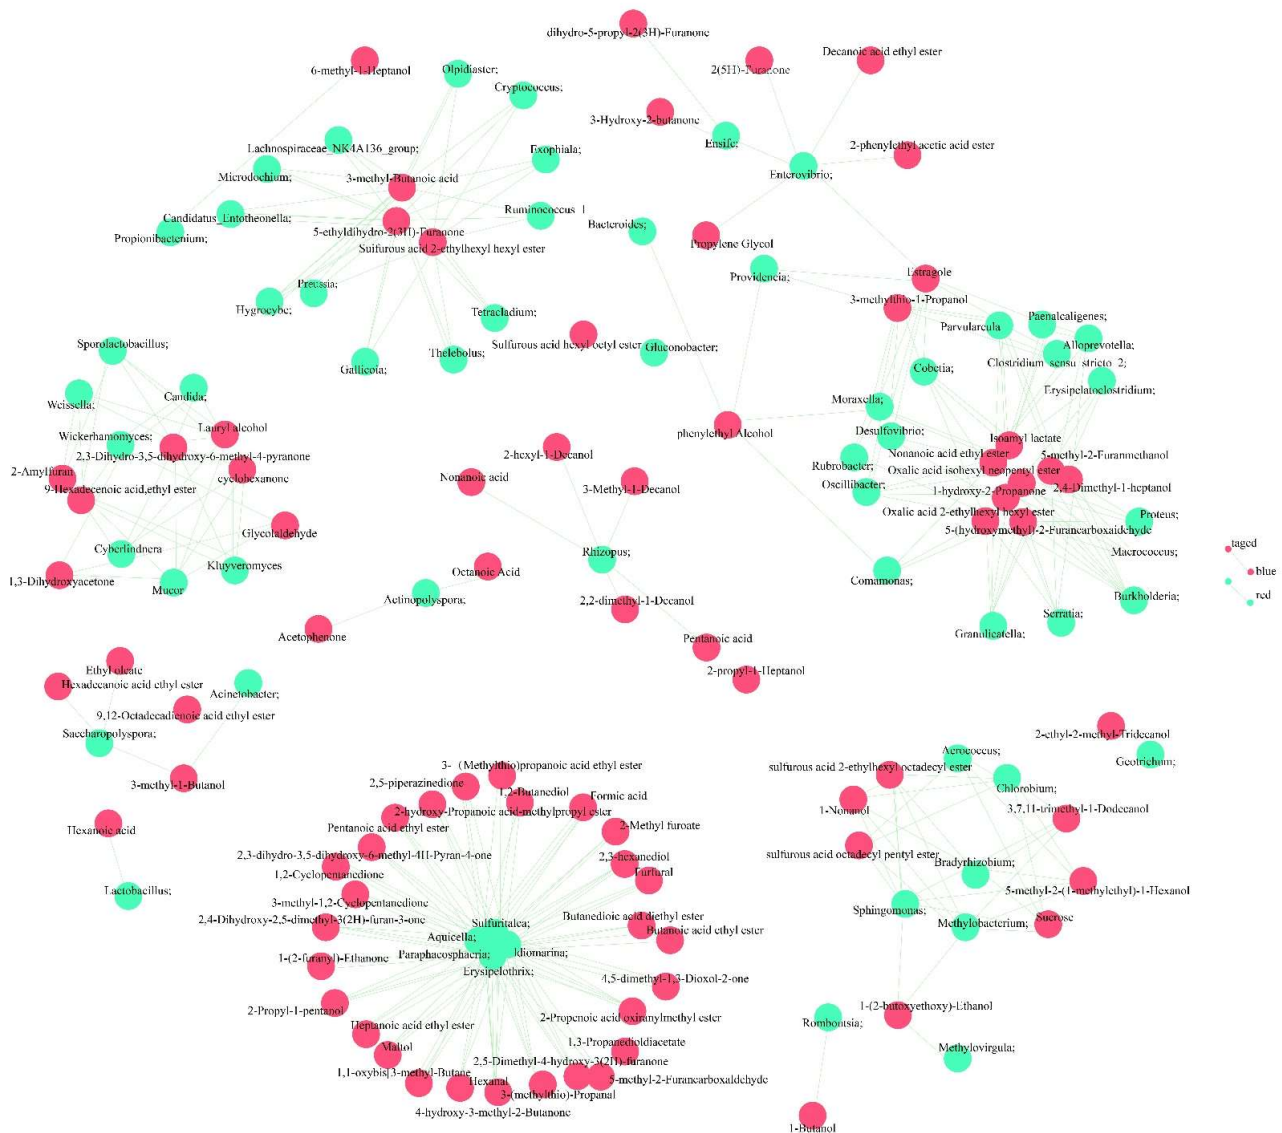 dihydro-5-propyl-2(3H)-Furanone
6-methyl-1-Heptanol
Olpidiaster;
2(5H)-Furanone
Decanoic acid ethyl ester
Cryptococcus;
3-Hydroxy-2-butanone
Lachnospiraceae_NK4A136_group;
Exophiala;
Ensifc;
2-phenylethyl acetic acid ester
Microdochium;
3-methyl-Butanoic acid
Enterovibrio;
Candidatus_Entotheonella;
Ruminococcus 1
Bacteroides;
Propionibactenium;
5-ethyldihydro-2(3H)-Furanone
Suifurous acid 2-ethylhexyl hexyl ester
Propylene Glycol
Providencia;
Estragole
Preussia;
3-methylthio-1-Propanol
Hygrocybc;
Tetracladium;
Parvularcula
Paenalcaligenes;
Sporolactobacillus;
Sulfurous acid hexyl octyl ester
Gluconobacter;
Alloprevotella;
Gallicoia;
Thelebolus;
Clostridium_sensu_stricto_2;
Cobctia;
Candida;
Erysipelatoclostridium;
Weissella;
Moraxella;
Wickerhamomyces;
Lauryl alcohol
phenylethyl Alcohol
Desulfovibrio;
Isoamyl lactate
2,3-Dihydro-3,5-dihydroxy-6-methyl-4-pyranone
2-hcxyl-1-Dccanol
Nonanoic acid ethyl ester
5-methyl-2-Furanmethanol
2-Amylfuran
cyclohexanone
Nonanoic acid
Rubrobacter;
Oxalic acid isohexyl neopentyl ester
9-Hexadecenoic acid,ethyl ester
3-Methyl-1-Decanol
Oscillibacter;
1-hydroxy-2-Propanone
2,4-Dimethyl-1-heptanol
Oxalic acid 2-ethylhexyl hexyl ester
Proteus;
Glycolaldehyde
5-(hydroxymethyl)-2-Furancarboxaidchyde
Cyberlindnera
Rhizopus;
Macrococcus;
taged
Kluyveromyces
blue
1,3-Dihydroxyacetone
Octanoic Acid
Comamonas;
Mucor
red
Actinopolyspora;
2,2-dimethyl-1-Decanol
Burkholderia;
Serratia;
Acetophenone
Pentanoic acid
Granulicatella;
Ethyl oleate
2-propyl-1-Heptanol
Hexadecanoic acid ethyl ester
Acinetobacter;
9,12-Octadecadienoic acid ethyl ester
Saccharopolyspora;
2-ethyl-2-methyl-Tridecanol
Aerococcus;
3- (Methylthio)propanoic acid ethyl ester
sulfurous acid 2-ethylhexyl octadecyl ester
Geotrichum;
3-methyl-1-Butanol
2,5-piperazinedione
1,2-Butanediol
Formic acid
Chlorobium;
2-hydroxy-Propanoic acid-methylpropyl ester
1-Nonanol
3,7,11-trimethyl-1-Dodecanol
Hexanoic acid
Pentanoic acid ethyl ester
2-Methyl furoate
2,3-dihydro-3,5-dihydroxy-6-methyl-4H-Pyran-4-one
2,3-hexanediol
sulfurous acid octadecyl pentyl ester
Bradyrhizobium;
1,2-Cyclopentanedione
Furfural
Lactobacillus;
3-methyl-1,2-Cyclopentanedione
5-methyl-2-(1-methylethyl)-1-Hexanol
2,4-Dihydroxy-2,5-dimethyl-3(2H)-furan-3-one
Sulfuritalea;
Butanedioic acid diethyl ester
Sphingomonas;
Sucrose
Methylobacterium;
Butanoic acid ethyl ester
Aquicella;
Paraphacosphacria;
Idiomarina;
1-(2-furanyl)-Ethanone
Erysipelothrix;
4,5-dimethyl-1,3-Dioxol-2-one
2-Propyl-1-pentanol
1-(2-butoxyethoxy)-Ethanol
2-Propenoic acid oxiranylmethyl ester
Romboutsia;
Heptanoic acid ethyl ester
1,3-Propanedioldiacetate
Maltol
2,5-Dimethyl-4-hydroxy-3(2H)-furanone
Methylovirgula;
1,1-oxybis[3-methyl-Butane
Hexanal
5-methyl-2-Furancarboxaldchyde
3-(methylthio)-Propanal
4-hydroxy-3-methyl-2-Butanone
1-Butanol